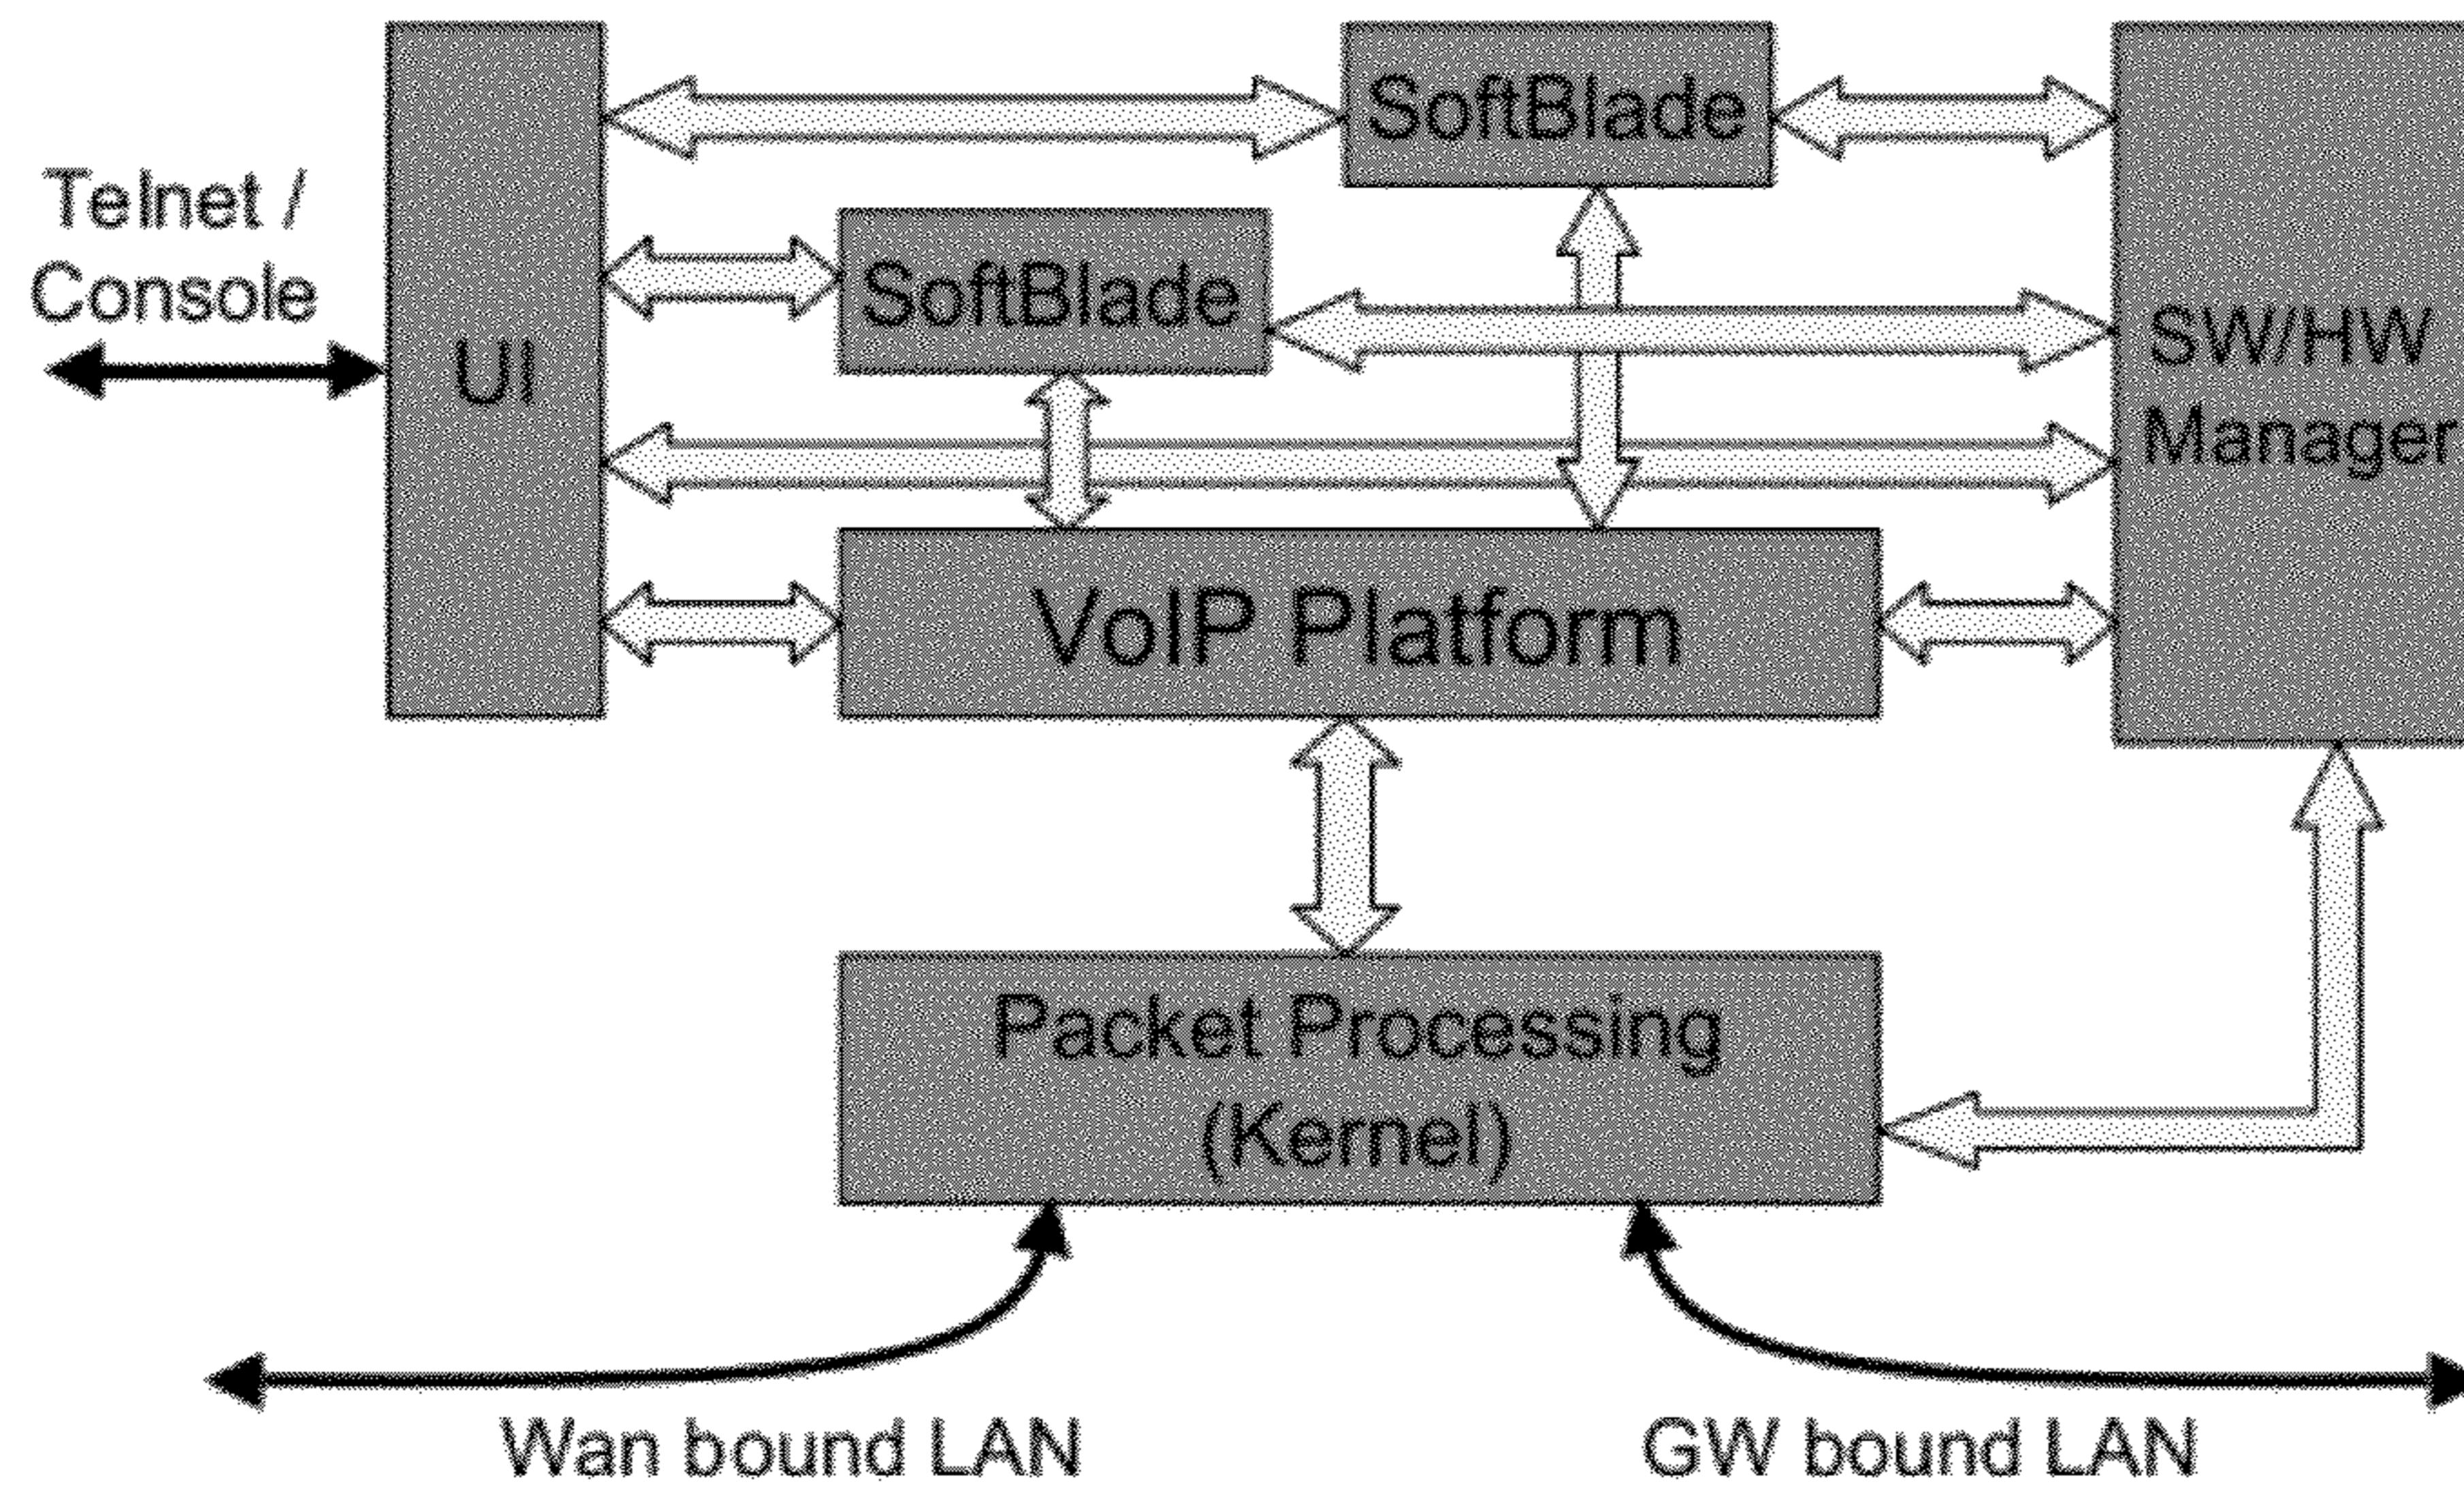 SoftBlade
Telnet /
Console
UI
SoftBlade
SW/HW
Manager
VoIP Platform
Packet Processing
(Kernel)
Wan bound LAN
GW bound LAN